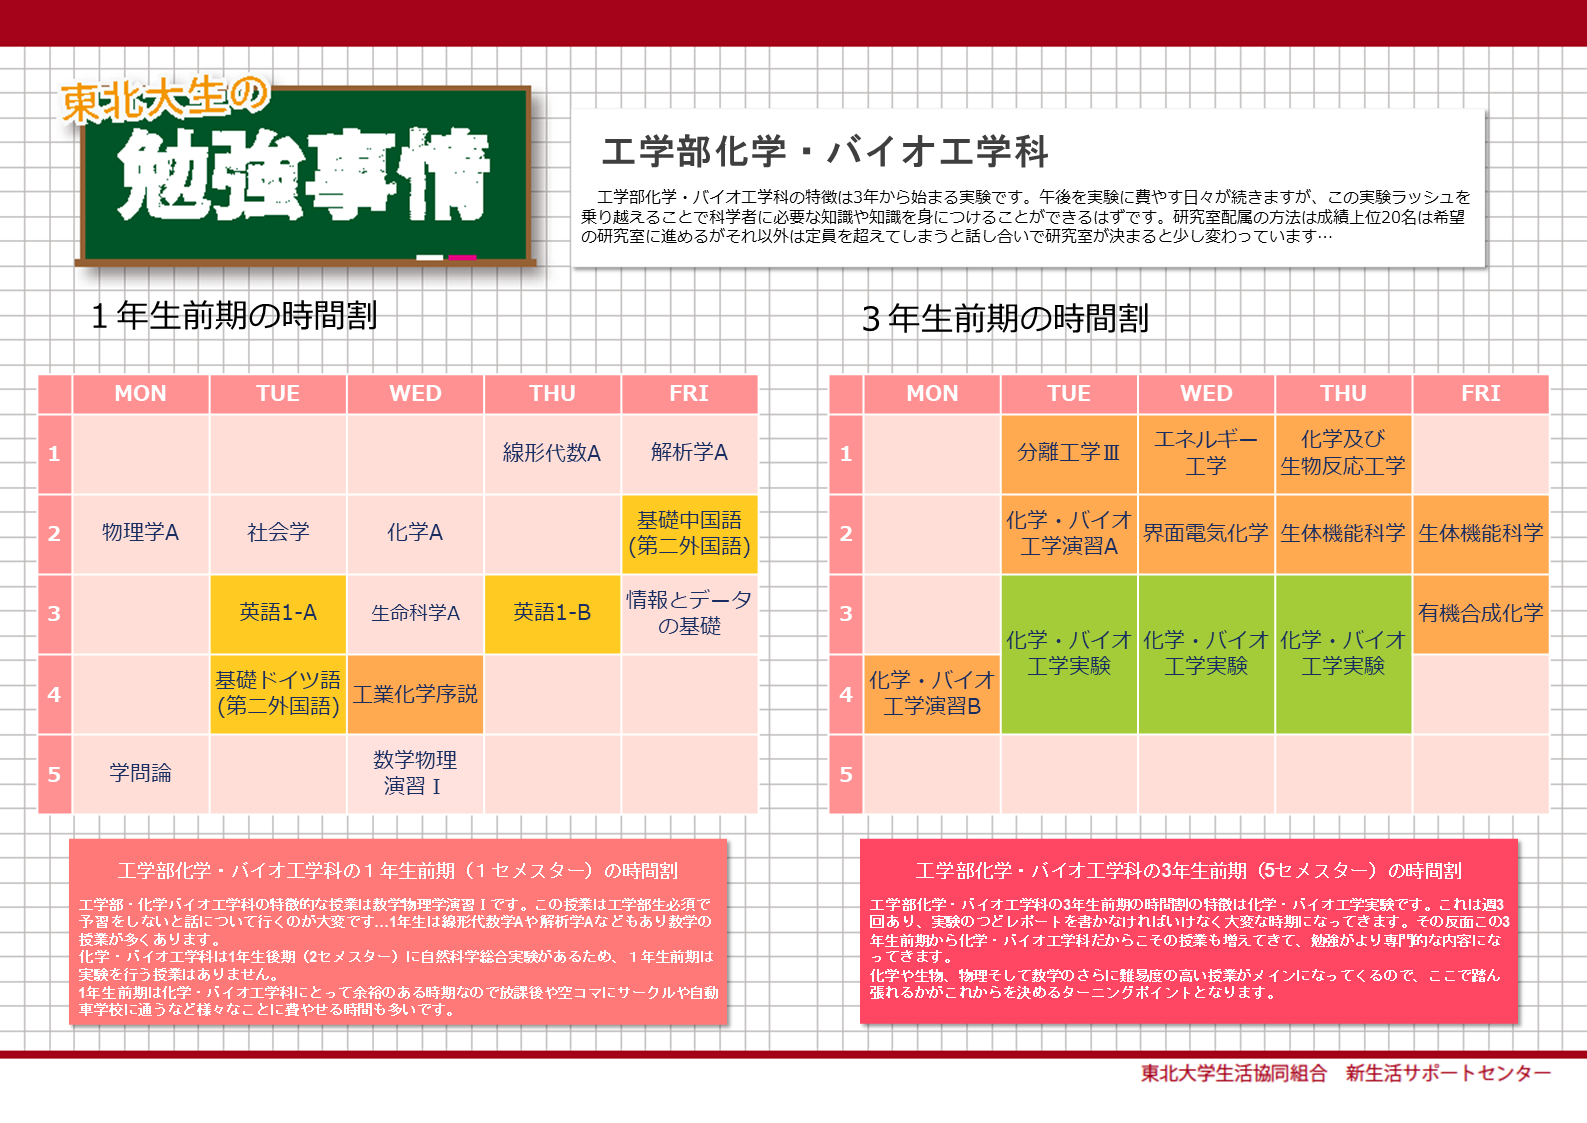 東北大生の
勉強事情
工学部化学・バイオ工学科
工学部化学・バイオ工学科の特徴は3年から始まる実験です。午後を実験に費やす日々が続きますが、この実験ラッシュを
乗り越えることで科学者に必要な知識や知識を身につけることができるはずです。研究室配属の方法は成績上位20名は希望
の研究室に進めるがそれ以外は定員を超えてしまうと話し合いで研究室が決まると少し変わっています…
１年生前期の時間割
MON TUE WED THU FRI
1 線形代数A 解析学A
2 物理学A 社会学 化学A 基礎中国語
(第二外国語)
3 英語1-A 生命科学A 英語1-B 情報とデータ
の基礎
4 基礎ドイツ語
(第二外国語) 工業化学序説
5 学問論 数学物理
演習Ⅰ
３年生前期の時間割
MON TUE WED THU FRI
1 分離工学Ⅲ エネルギー
工学 化学及び
生物反応工学
2 化学・バイオ
工学演習A 界面電気化学 生体機能科学 生体機能科学
3 化学・バイオ
工学実験 化学・バイオ
工学実験 化学・バイオ
工学実験 有機合成化学
4 化学・バイオ
工学演習B
5
工学部化学・バイオ工学科の１年生前期（１セメスター）の時間割
工学部・化学バイオ工学科の特徴的な授業は数学物理学演習Ⅰです。この授業は工学部生必須で
予習をしないと話について行くのが大変です…1年生は線形代数学Aや解析学Aなどもあり数学の
授業が多くあります。
化学・バイオ工学科は1年生後期（2セメスター）に自然科学総合実験があるため、１年生前期は
実験を行う授業はありません。
1年生前期は化学・バイオ工学科にとって余裕のある時期なので放課後や空コマにサークルや自動
車学校に通うなど様々なことに費やせる時間も多いです。
工学部化学・バイオ工学科の3年生前期（5セメスター）の時間割
工学部化学・バイオ工学科の3年生前期の時間割の特徴は化学・バイオ工学実験です。これは週3
回あり、実験のつどレポートを書かなければいけなく大変な時期になってきます。その反面この3
年生前期から化学・バイオ工学科だからこその授業も増えてきて、勉強がより専門的な内容にな
ってきます。
化学や生物、物理そして数学のさらに難易度の高い授業がメインになってくるので、ここで踏ん
張れるかがこれからを決めるターニングポイントとなります。
東北大学生活協同組合　新生活サポートセンター